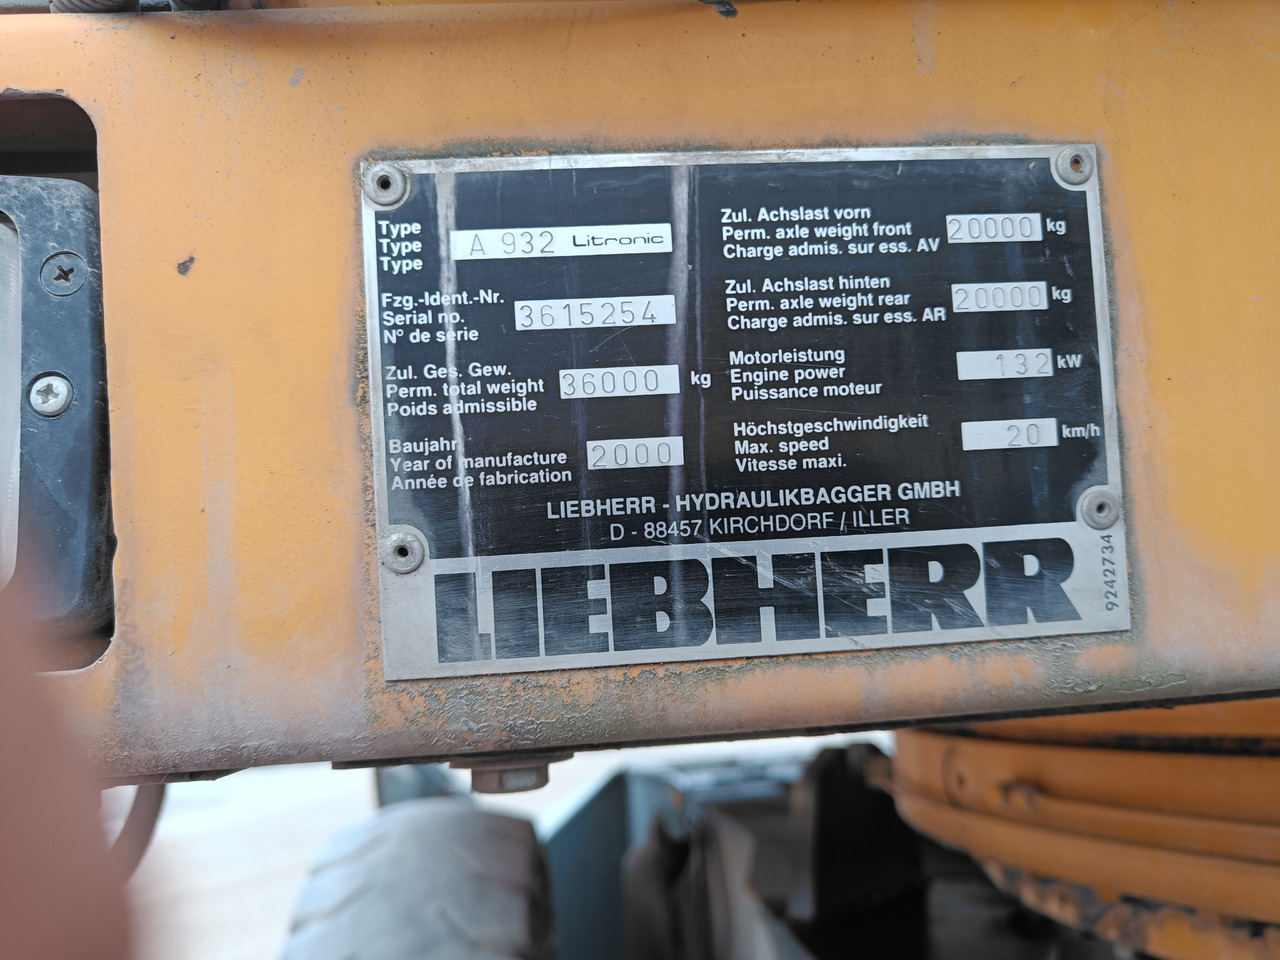 Type
Type
Type
A 932 Litronic
Fzg.-Ident.-Nr.
Serial no.
Nº de série
3615254
Zul. Ges. Gew.
Perm. total weight
Poids admissible
36000 kg
Baujahr
Year of manufacture
Année de fabrication
2000
Zul. Achslast vorn
Perm. axle weight front
Charge admis. sur ess. AV
20000 kg
Zul. Achslast hinten
Perm. axle weight rear
Charge admis. sur ess. AR
20000 kg
Motorleistung
Engine power
Puissance moteur
132 kW
Höchstgeschwindigkeit
Max. speed
Vitesse maxi.
20 km/h
LIEBHERR - HYDRAULIKBAGGER GMBH
D - 88457 KIRCHDORF / ILLER
LIEBHERR
9242734